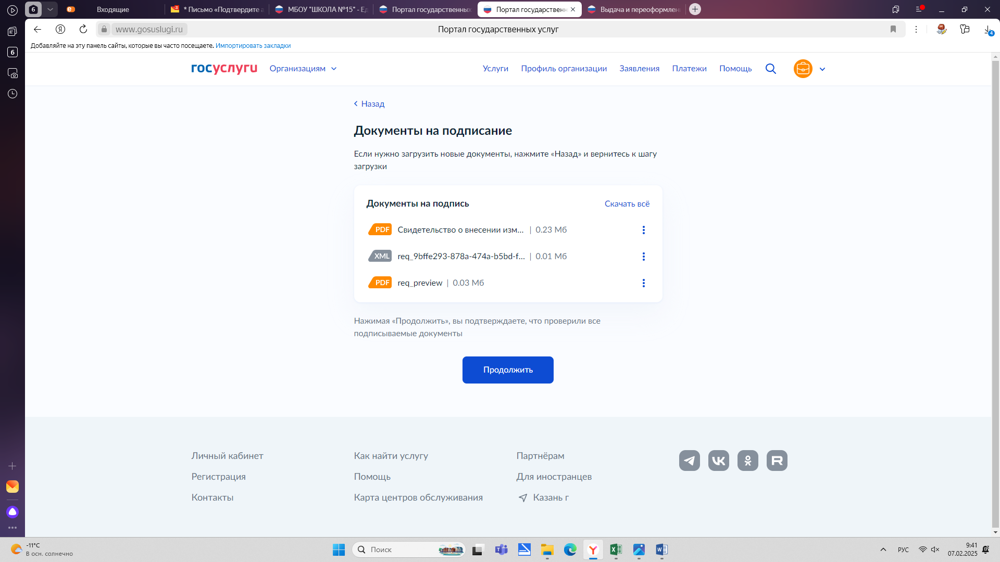 6
Входящие
* Письмо «Подтвердите а
МБОУ "ШКОЛА №15" - Ед
Портал государственных
Портал государственн
Выдача и переоформлен
www.gosuslugi.ru
Портал государственных услуг
4
Добавляйте на эту панель сайты, которые вы часто посещаете. Импортировать закладки
6
госуслуги
Организациям
Услуги
Профиль организации
Заявления
Платежи
Помощь
Назад
Документы на подписание
Если нужно загрузить новые документы, нажмите «Назад» и вернитесь к шагу
загрузки
Документы на подпись
Скачать всё
PDF Свидетельство о внесении изм... | 0.23 Мб
XML req_9bffe293-878a-474a-b5bd-f... | 0.01 Мб
PDF req_preview | 0.03 Мб
Нажимая «Продолжить», вы подтверждаете, что проверили все
подписываемые документы
Продолжить
Личный кабинет
Регистрация
Контакты
Как найти услугу
Помощь
Карта центров обслуживания
Партнёрам
Для иностранцев
Казань г
-11°C
В осн. солнечно
Поиск
РУС
9:41
07.02.2025